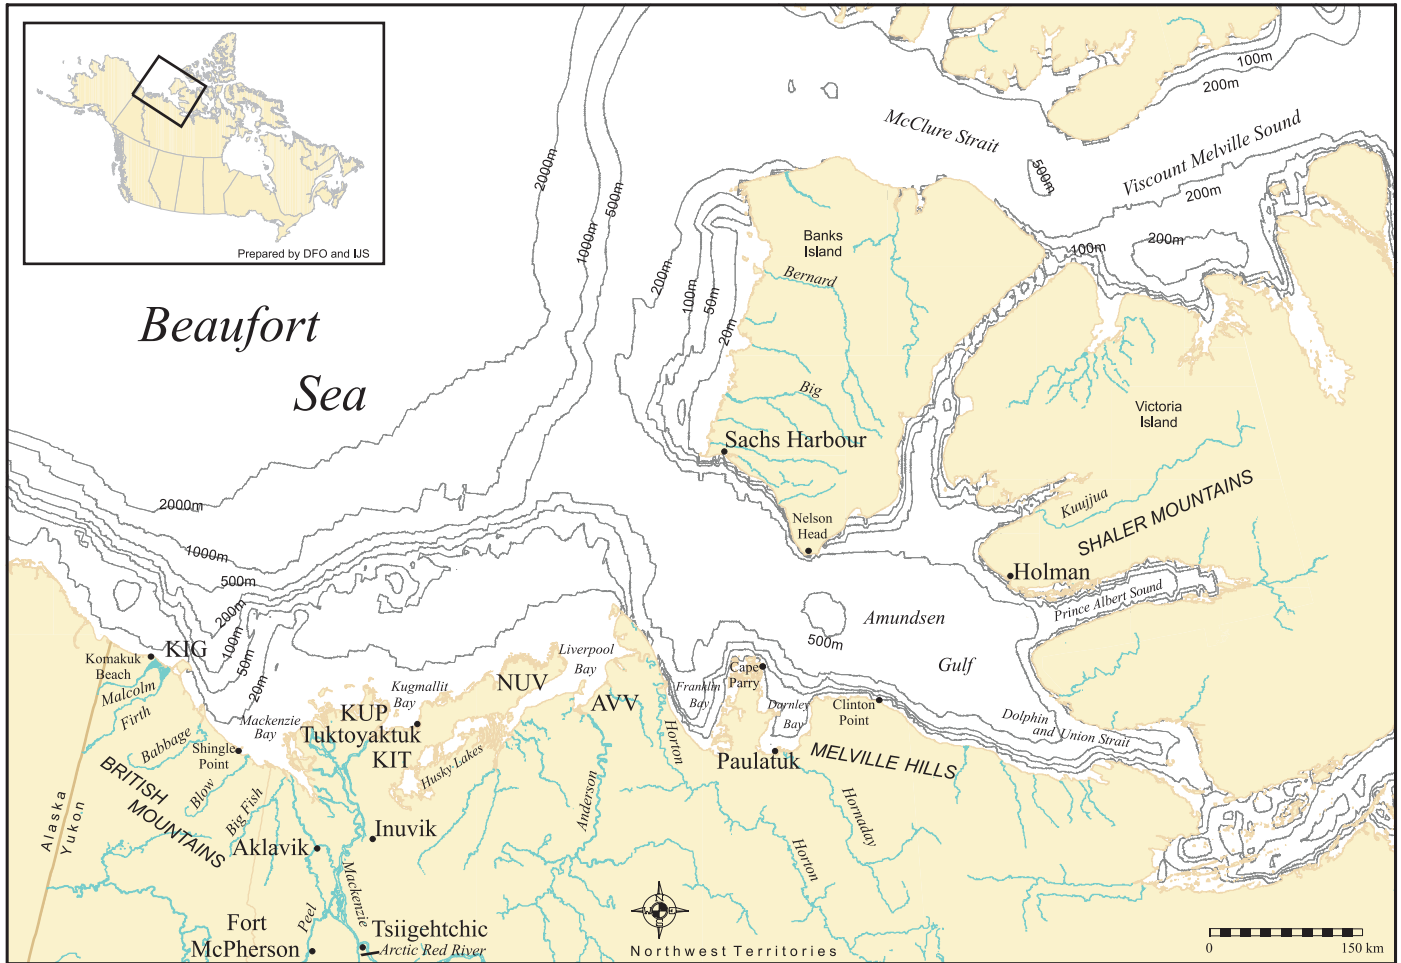 Prepared by DFO and IJS
Beaufort
Sea
McClure Strait
Viscount Melville Sound
100m
200m
500m
200m
200m
100m
2000m
1000m
500m
200m
100m
50m
20m
Banks
Island
Bernard
Big
Sachs Harbour
Nelson
Head
Victoria
Island
Kuujjua
SHALER MOUNTAINS
Holman
Prince Albert Sound
Amundsen
Gulf
500m
Dolphin
and Union Strait
2000m
1000m
500m
200m
100m
50m
20m
KIG
Komakuk
Beach
Malcolm
Firth
Babbage
Shingle
Point
Blow
Big Fish
BRITISH
MOUNTAINS
Alaska
Yukon
Mackenzie
Bay
Kugmallit
Bay
KUP
Tuktoyaktuk
KIT
Husky Lakes
NUV
Liverpool
Bay
AVV
Anderson
Horton
Franklin
Bay
Cape
Parry
Darnley
Bay
Clinton
Point
Paulatuk
MELVILLE HILLS
Hornaday
Horton
Inuvik
Aklavik
Mackenzie
Peel
Fort
McPherson
Tsiigehtchic
Arctic Red River
Northwest Territories
0
150 km